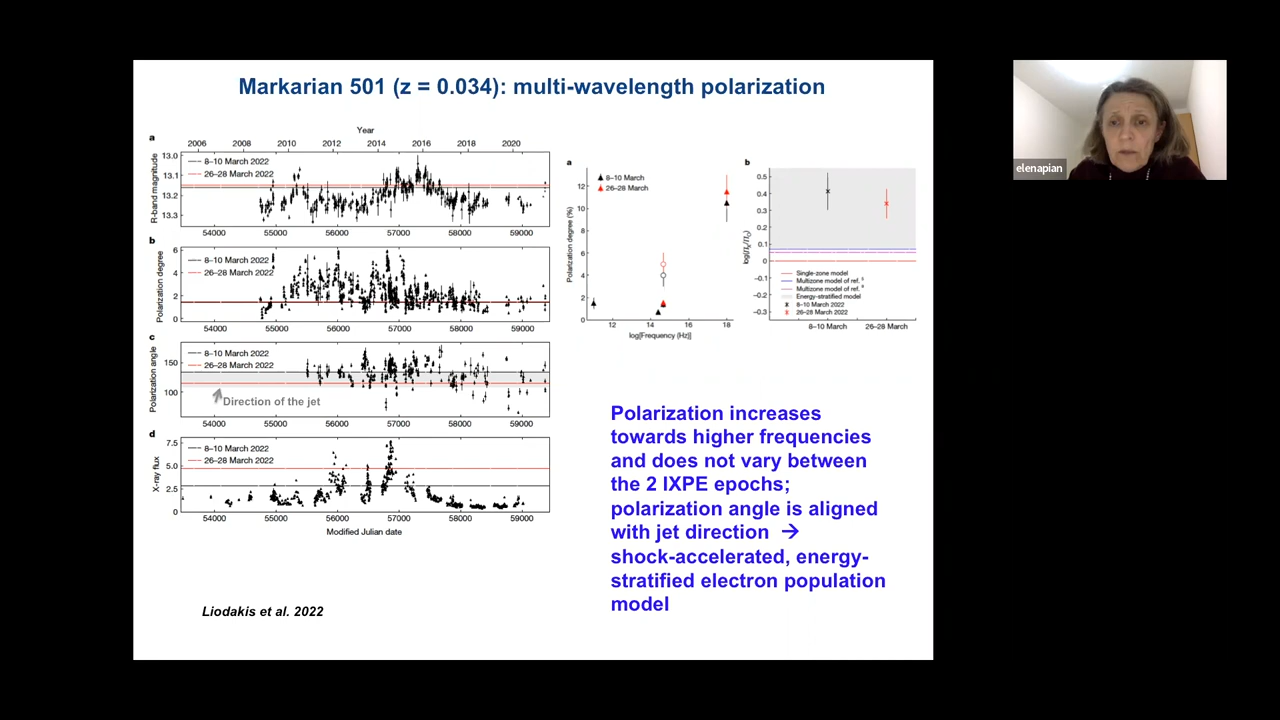 Markarian 501 (z = 0.034): multi-wavelength polarization
elenapian
a
Year
2006 2008 2010 2012 2014 2016 2018 2020
R-band magnitude
13.0
13.1
13.2
13.3
8–10 March 2022
26–28 March 2022
54000 55000 56000 57000 58000 59000
b
Polarization degree
6
4
2
0
8–10 March 2022
26–28 March 2022
54000 55000 56000 57000 58000 59000
c
Polarization angle
150
100
8–10 March 2022
26–28 March 2022
Direction of the jet
54000 55000 56000 57000 58000 59000
d
X-ray flux
7.5
5.0
2.5
0
8–10 March 2022
26–28 March 2022
54000 55000 56000 57000 58000 59000
Modified Julian date
a
Polarization degree (%)
12
10
8
6
4
2
0
8–10 March
26–28 March
12 14 16 18
log[Frequency (Hz)]
b
0.5
0.4
0.3
0.2
0.1
0
−0.1
−0.2
−0.3
Single-zone model
Multizone model of ref.
Multizone model of ref.
Energy-stratified model
8–10 March 2022
26–28 March 2022
8–10 March 26–28 March
Polarization increases
towards higher frequencies
and does not vary between
the 2 IXPE epochs;
polarization angle is aligned
with jet direction →
shock-accelerated, energy-
stratified electron population
model
Liodakis et al. 2022